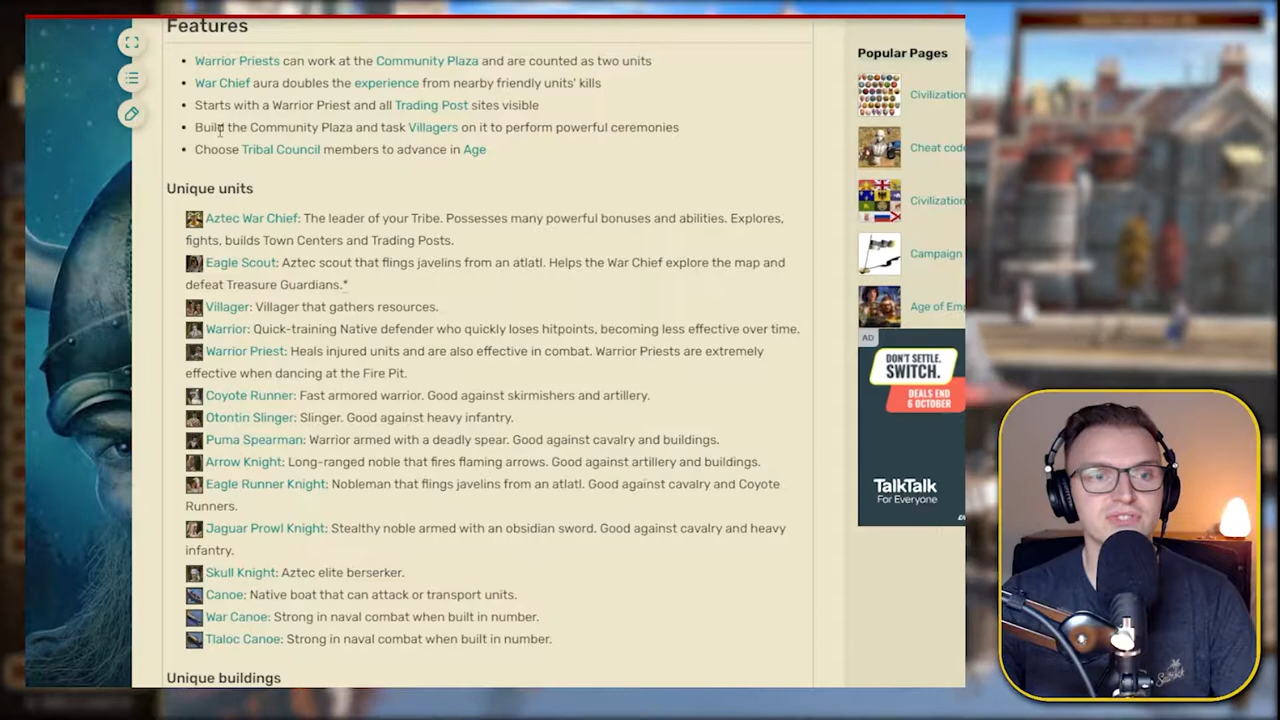 Features
Warrior Priests can work at the Community Plaza and are counted as two units
War Chief aura doubles the experience from nearby friendly units' kills
Starts with a Warrior Priest and all Trading Post sites visible
Build the Community Plaza and task Villagers on it to perform powerful ceremonies
Choose Tribal Council members to advance in Age
Unique units
Aztec War Chief: The leader of your Tribe. Possesses many powerful bonuses and abilities. Explores,
fights, builds Town Centers and Trading Posts.
Eagle Scout: Aztec scout that flings javelins from an atlatl. Helps the War Chief explore the map and
defeat Treasure Guardians.*
Villager: Villager that gathers resources.
Warrior: Quick-training Native defender who quickly loses hitpoints, becoming less effective over time.
Warrior Priest: Heals injured units and are also effective in combat. Warrior Priests are extremely
effective when dancing at the Fire Pit.
Coyote Runner: Fast armored warrior. Good against skirmishers and artillery.
Otontin Slinger: Slinger. Good against heavy infantry.
Puma Spearman: Warrior armed with a deadly spear. Good against cavalry and buildings.
Arrow Knight: Long-ranged noble that fires flaming arrows. Good against artillery and buildings.
Eagle Runner Knight: Nobleman that flings javelins from an atlatl. Good against cavalry and Coyote
Runners.
Jaguar Prowl Knight: Stealthy noble armed with an obsidian sword. Good against cavalry and heavy
infantry.
Skull Knight: Aztec elite berserker.
Canoe: Native boat that can attack or transport units.
War Canoe: Strong in naval combat when built in number.
Tlaloc Canoe: Strong in naval combat when built in number.
Unique buildings
Popular Pages
Civilization
Cheat code
Civilization
Campaign
Age of Emp
AD
DON'T SETTLE.
SWITCH.
DEALS END
6 OCTOBER
TalkTalk
For Everyone